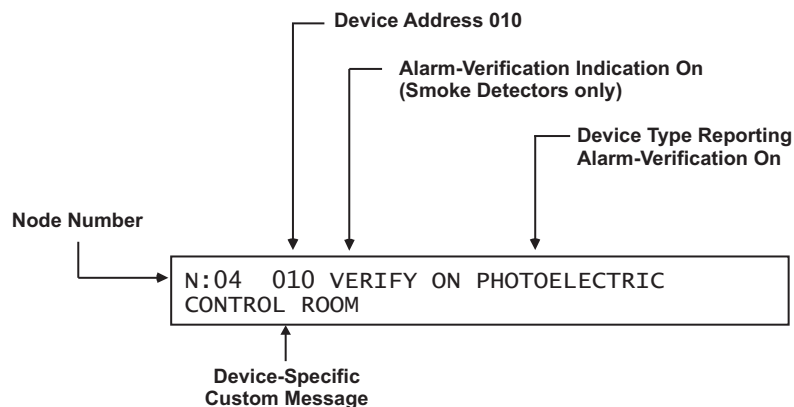 Device Address 010
Alarm-Verification Indication On
(Smoke Detectors only)
Device Type Reporting
Alarm-Verification On
Node Number
N:04 010 VERIFY ON PHOTOELECTRIC
CONTROL ROOM
Device-Specific
Custom Message